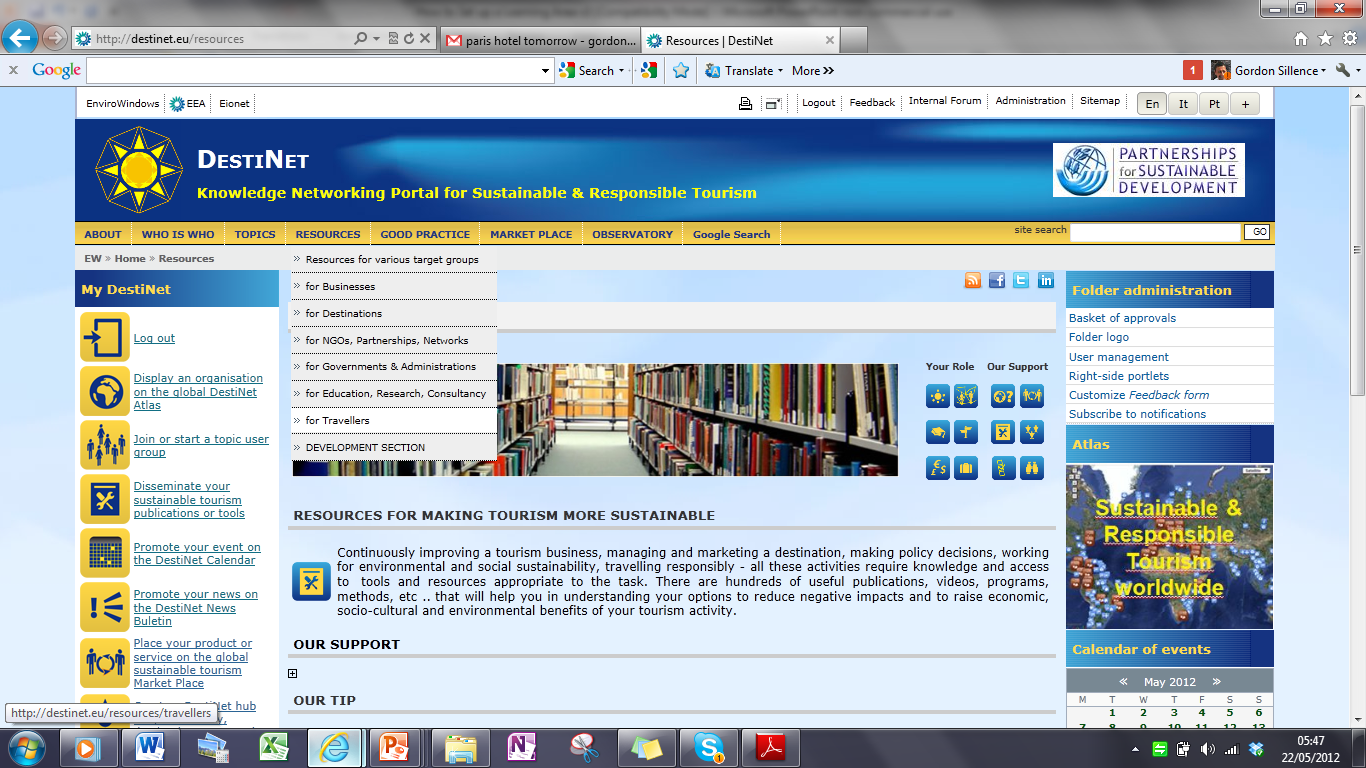 http://destinet.eu/resources
paris hotel tomorrow - gordon...
Resources | DestiNet
x Google
Search
Translate
More »
1
Gordon Sillence
EnviroWindows
EEA
Eionet
Logout
Feedback
Internal Forum
Administration
Sitemap
En
It
Pt
+
DESTINET
Knowledge Networking Portal for Sustainable & Responsible Tourism
PARTNERSHIPS
for SUSTAINABLE
DEVELOPMENT
ABOUT
WHO IS WHO
TOPICS
RESOURCES
GOOD PRACTICE
MARKET PLACE
OBSERVATORY
Google Search
site search
GO
EW » Home » Resources
» Resources for various target groups
» for Businesses
» for Destinations
» for NGOs, Partnerships, Networks
» for Governments & Administrations
» for Education, Research, Consultancy
» for Travellers
» DEVELOPMENT SECTION
My DestiNet
Log out
Display an organisation
on the global DestiNet
Atlas
Join or start a topic user
group
Disseminate your
sustainable tourism
publications or tools
Promote your event on
the DestiNet Calendar
Promote your news on
the DestiNet News
Buletin
Place your product or
service on the global
sustainable tourism
Market Place
Your Role
Our Support
RESOURCES FOR MAKING TOURISM MORE SUSTAINABLE
Continuously improving a tourism business, managing and marketing a destination, making policy decisions, working
for environmental and social sustainability, travelling responsibly - all these activities require knowledge and access
to tools and resources appropriate to the task. There are hundreds of useful publications, videos, programs,
methods, etc .. that will help you in understanding your options to reduce negative impacts and to raise economic,
socio-cultural and environmental benefits of your tourism activity.
OUR SUPPORT
OUR TIP
Folder administration
Basket of approvals
Folder logo
User management
Right-side portlets
Customize Feedback form
Subscribe to notifications
Atlas
Sustainable &
Responsible
Tourism
worldwide
Calendar of events
« May 2012 »
M T W T F S S
1 2 3 4 5 6
7 8 9 10 11 12 13
http://destinet.eu/resources/travellers
05:47
22/05/2012